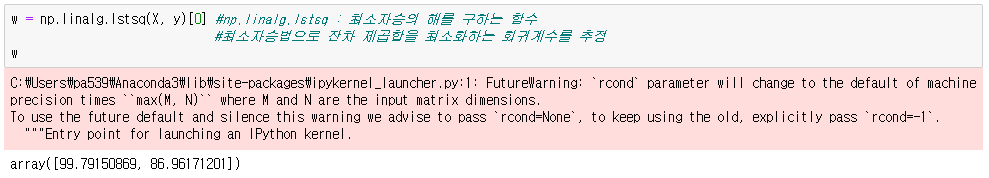 w = np.linalg.lstsq(X, y)[0] #np.linalg.lstsq : 최소자승의 해를 구하는 함수
#최소자승법으로 잔차 제곱합을 최소화하는 회귀계수를 추정
w
C:₩Users₩pa539₩Anaconda3₩lib₩site-packages₩ipykernel_launcher.py:1: FutureWarning: `rcond` parameter will change to the default of machine
precision times ``max(M, N)`` where M and N are the input matrix dimensions.
To use the future default and silence this warning we advise to pass `rcond=None`, to keep using the old, explicitly pass `rcond=-1`.
"""Entry point for launching an IPython kernel.
array([99.79150869, 86.96171201])